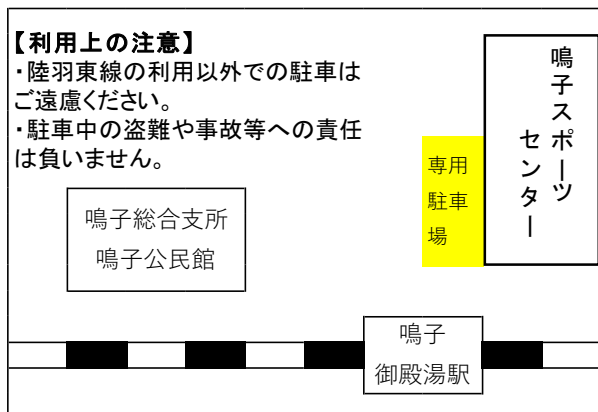 【利用上の注意】
・陸羽東線の利用以外での駐車は
ご遠慮ください。
・駐車中の盗難や事故等への責任
は負いません。
鳴子スポーツ
センター
専用
駐車
場
鳴子総合支所
鳴子公民館
鳴子
御殿湯駅